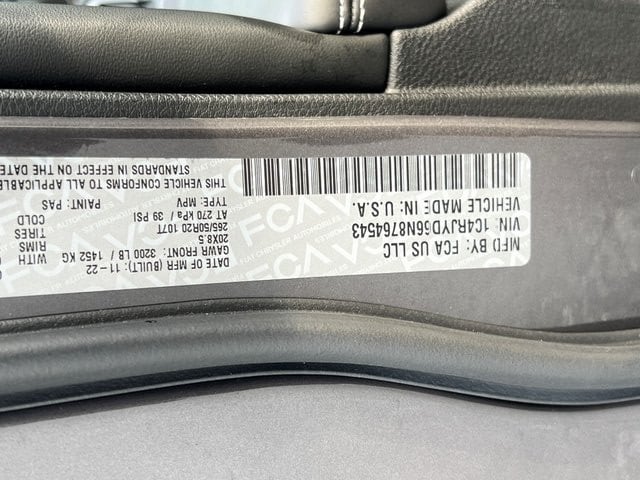 MFD BY: FCA US LLC
DATE OF MFR (BUILT): 11-22
GAWR FRONT: 3200 LB / 1452 KG WITH
20X8.5 RIMS
265/50R20 107T TIRES
AT 270 kPa / 39 PSI COLD
VIN: 1C4RJYD66N8764543
VEHICLE MADE IN: U.S.A.
TYPE: MPV PAINT: PAS
THIS VEHICLE CONFORMS TO ALL APPLICABLE
STANDARDS IN EFFECT ON THE DATE
FCA